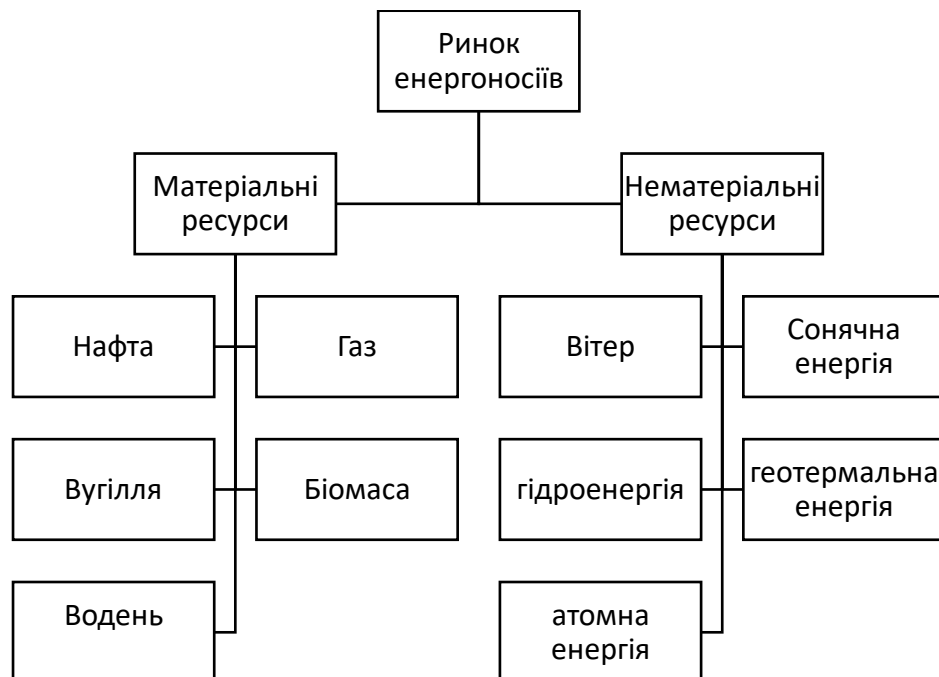 Ринок
енергоносіїв
Матеріальні
ресурси
Нематеріальні
ресурси
Нафта
Газ
Вітер
Сонячна
енергія
Вугілля
Біомаса
гідроенергія
геотермальна
енергія
Водень
атомна
енергія